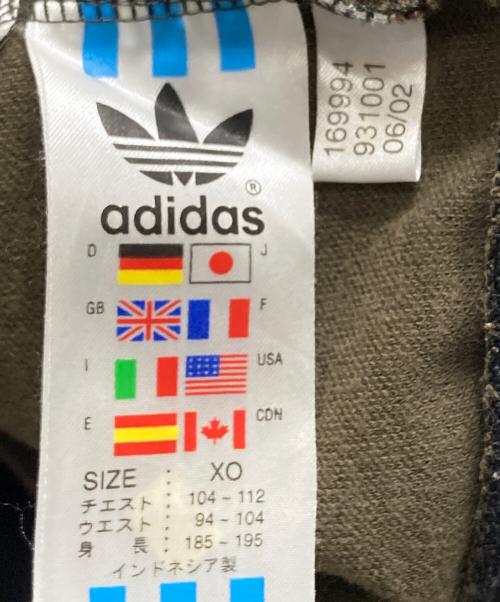 adidas®
D J
GB F
I USA
E CDN
SIZE : XO
チエスト : 104 ~ 112
ウエスト : 94 ~ 104
身 長 : 185 ~ 195
インドネシア製
169994
931001
06/02